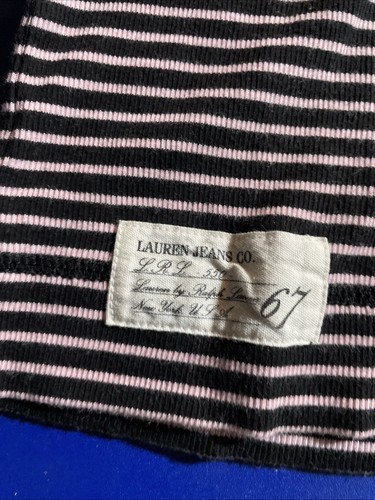 LAUREN JEANS CO.
L.R.L.
Lauren by Ralph Lauren
New York U.S.A.
67